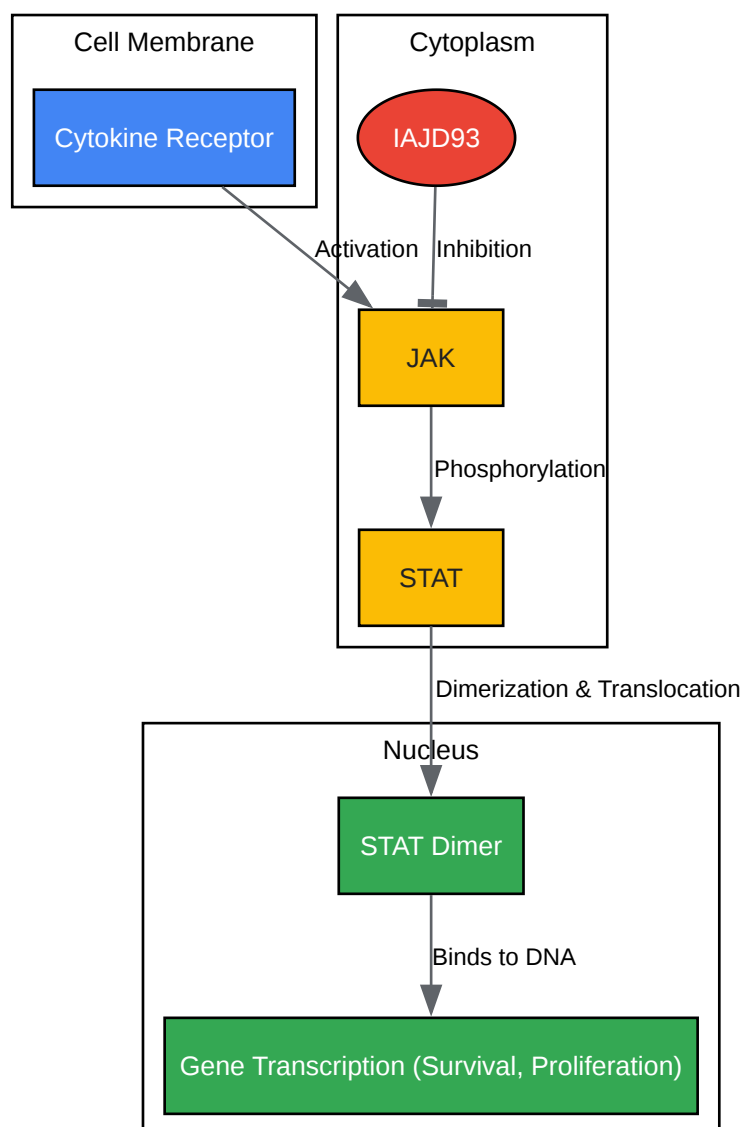 Cell Membrane
Cytoplasm
Cytokine Receptor
IAJD93
Activation
Inhibition
JAK
Phosphorylation
STAT
Dimerization & Translocation
Nucleus
STAT Dimer
Binds to DNA
Gene Transcription (Survival, Proliferation)